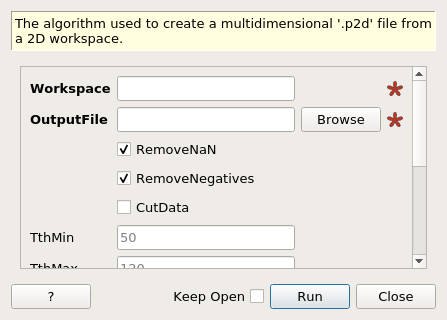 The algorithm used to create a multidimensional '.p2d' file from
a 2D workspace.
Workspace
OutputFile Browse
RemoveNaN
RemoveNegatives
CutData
TthMin 50
TthMax 120
? Keep Open Run Close